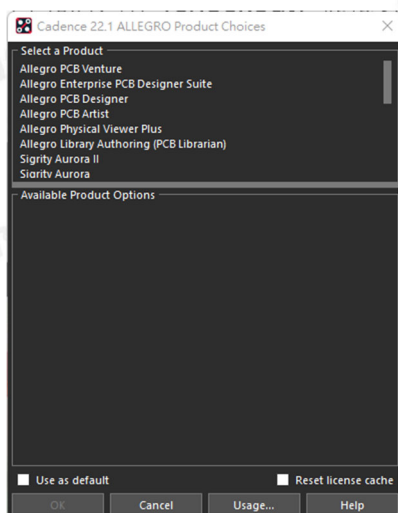 Cadence 22.1 ALLEGRO Product Choices
Select a Product
Allegro PCB Venture
Allegro Enterprise PCB Designer Suite
Allegro PCB Designer
Allegro PCB Artist
Allegro Physical Viewer Plus
Allegro Library Authoring (PCB Librarian)
Sigrity Aurora II
Sigrity Aurora
Available Product Options
Use as default
Reset license cache
OK
Cancel
Usage...
Help